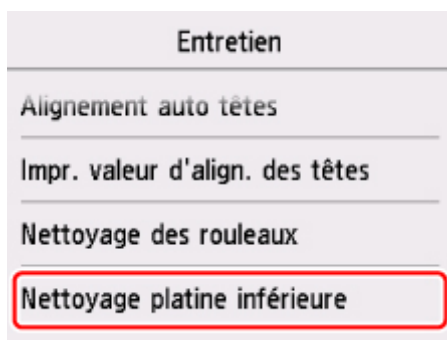 Entretien
Alignement auto têtes
Impr. valeur d'align. des têtes
Nettoyage des rouleaux
Nettoyage platine inférieure